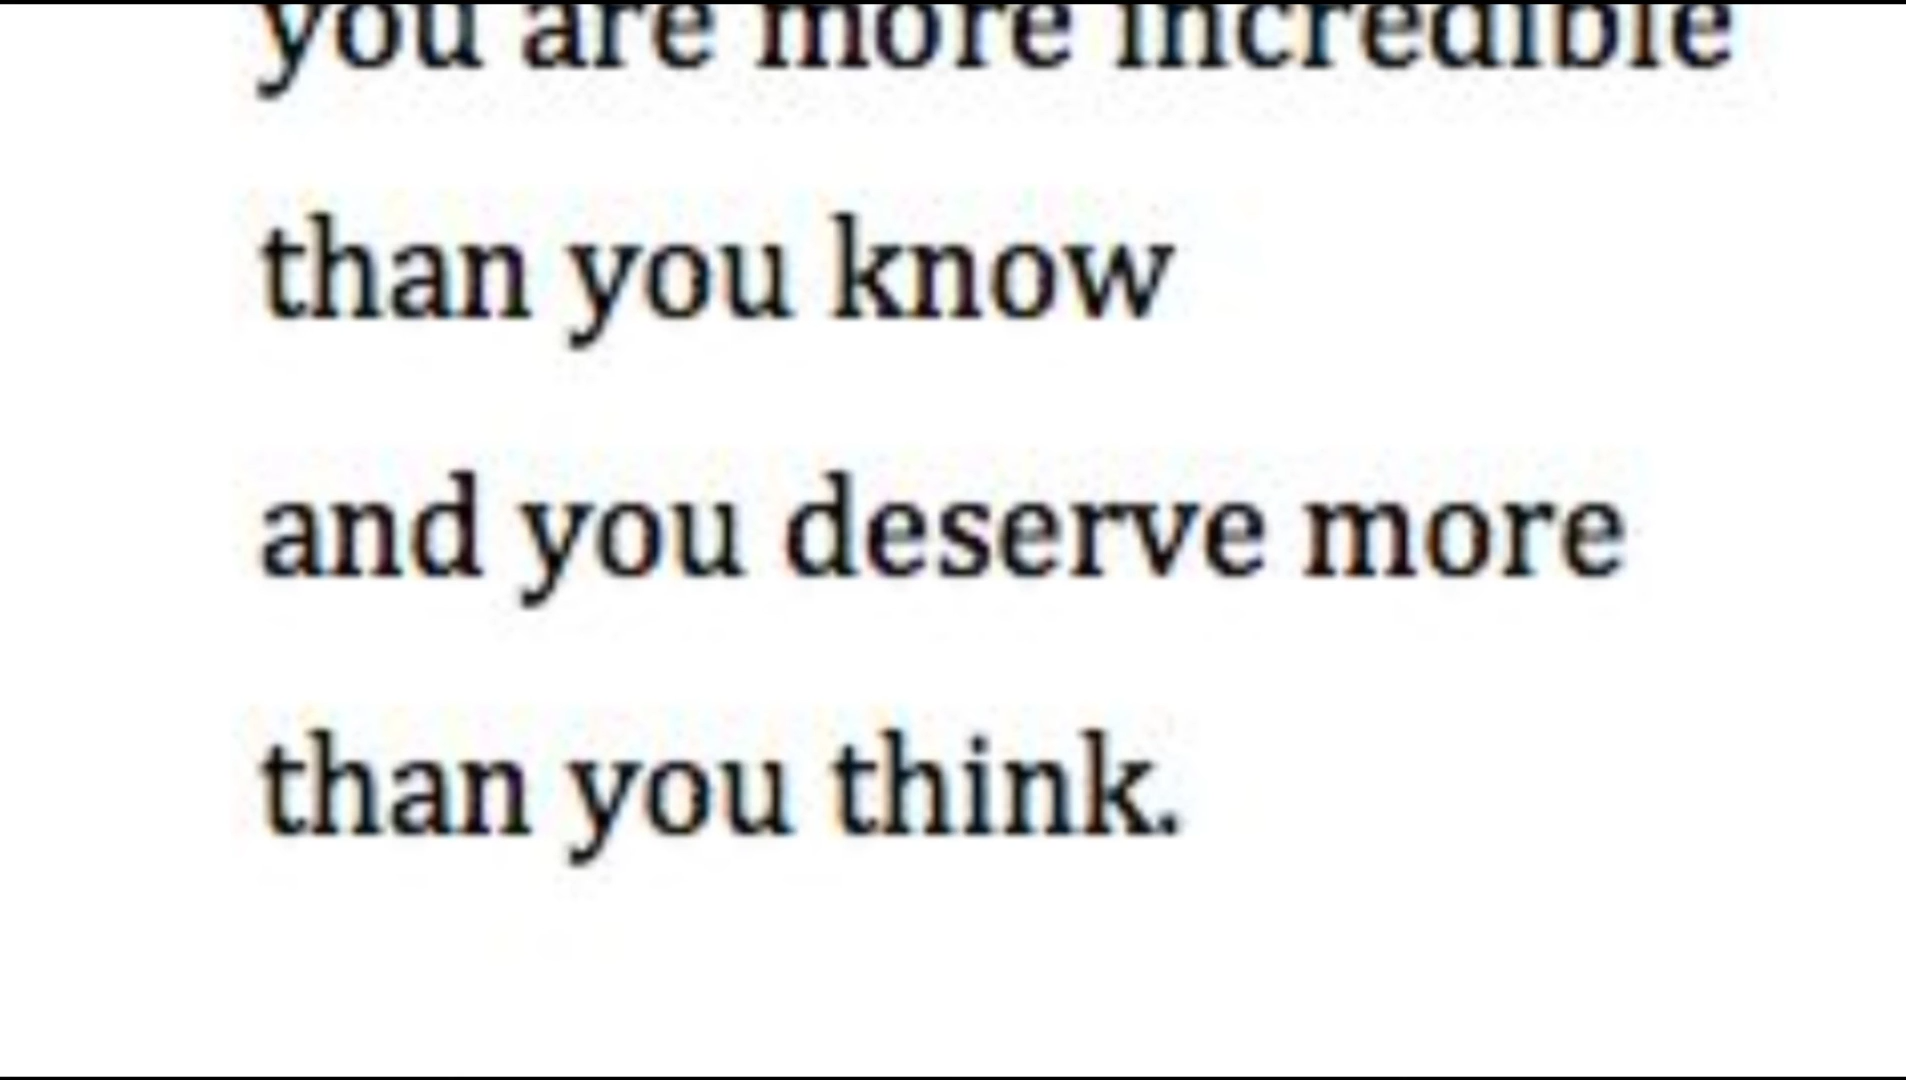 you are more incredible
than you know
and you deserve more
than you think.